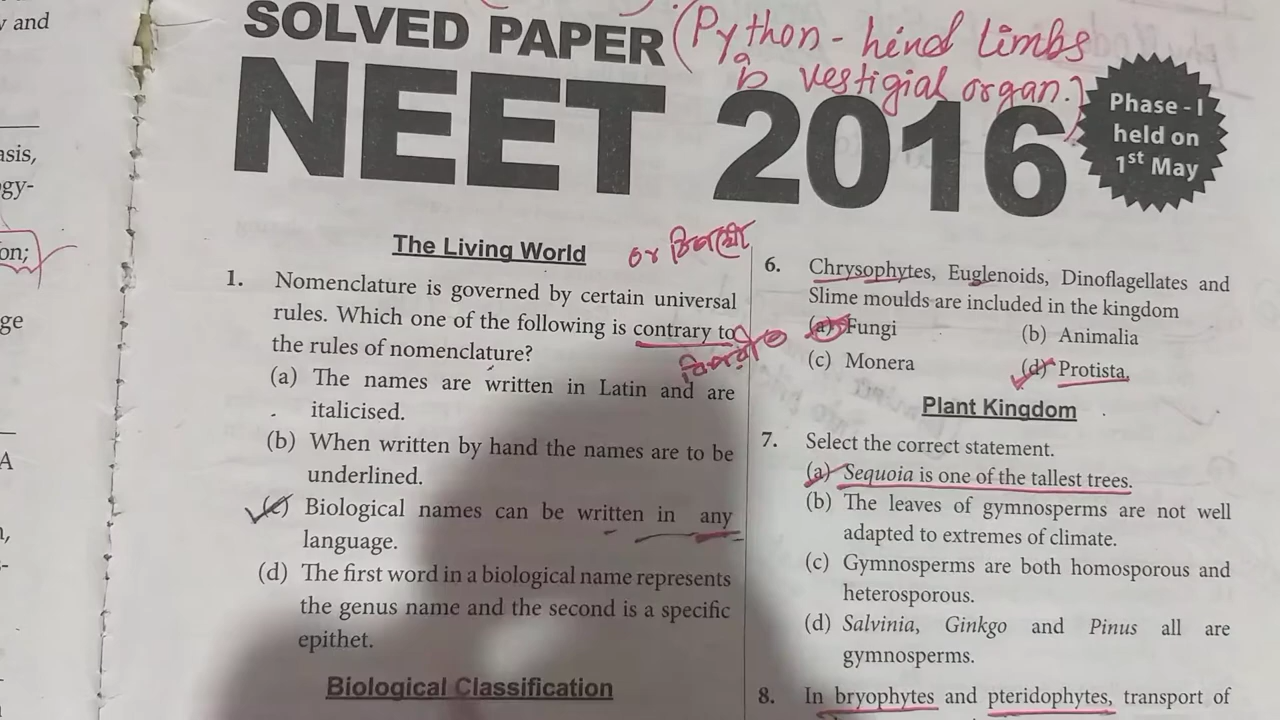 y and
asis,
gy-
on;
ge
A
SOLVED PAPER
(Python - hind limbs
vestigial organ.)
NEET 2016
Phase - I
held on
1st May
The Living World
1. Nomenclature is governed by certain universal
rules. Which one of the following is contrary to
the rules of nomenclature?
(a) The names are written in Latin and are
italicised.
(b) When written by hand the names are to be
underlined.
(c) Biological names can be written in any
language.
(d) The first word in a biological name represents
the genus name and the second is a specific
epithet.
Biological Classification
6. Chrysophytes, Euglenoids, Dinoflagellates and
Slime moulds are included in the kingdom
(a) Fungi (b) Animalia
(c) Monera (d) Protista.
Plant Kingdom
7. Select the correct statement.
(a) Sequoia is one of the tallest trees.
(b) The leaves of gymnosperms are not well
adapted to extremes of climate.
(c) Gymnosperms are both homosporous and
heterosporous.
(d) Salvinia, Ginkgo and Pinus all are
gymnosperms.
8. In bryophytes and pteridophytes, transport of